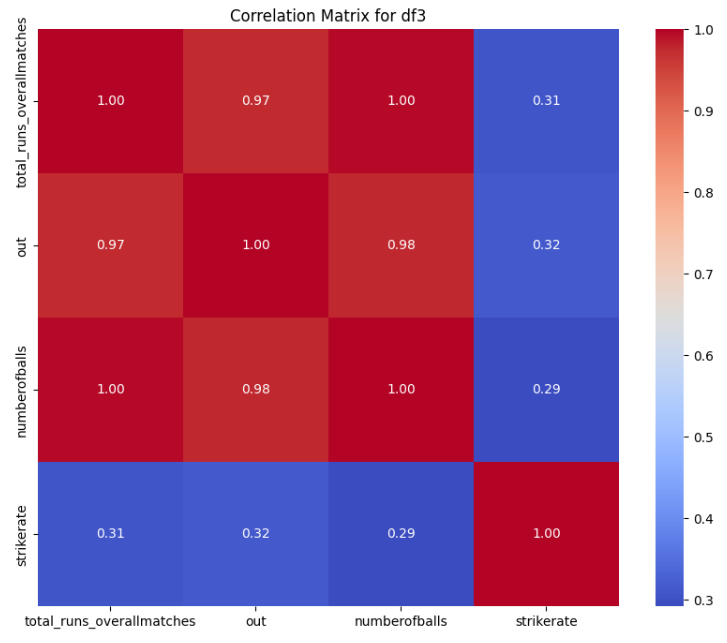 Correlation Matrix for df3
total_runs_overallmatches
1.00 0.97 1.00 0.31
out
0.97 1.00 0.98 0.32
numberofballs
1.00 0.98 1.00 0.29
strikerate
0.31 0.32 0.29 1.00
total_runs_overallmatches out numberofballs strikerate
1.0
0.9
0.8
0.7
0.6
0.5
0.4
0.3